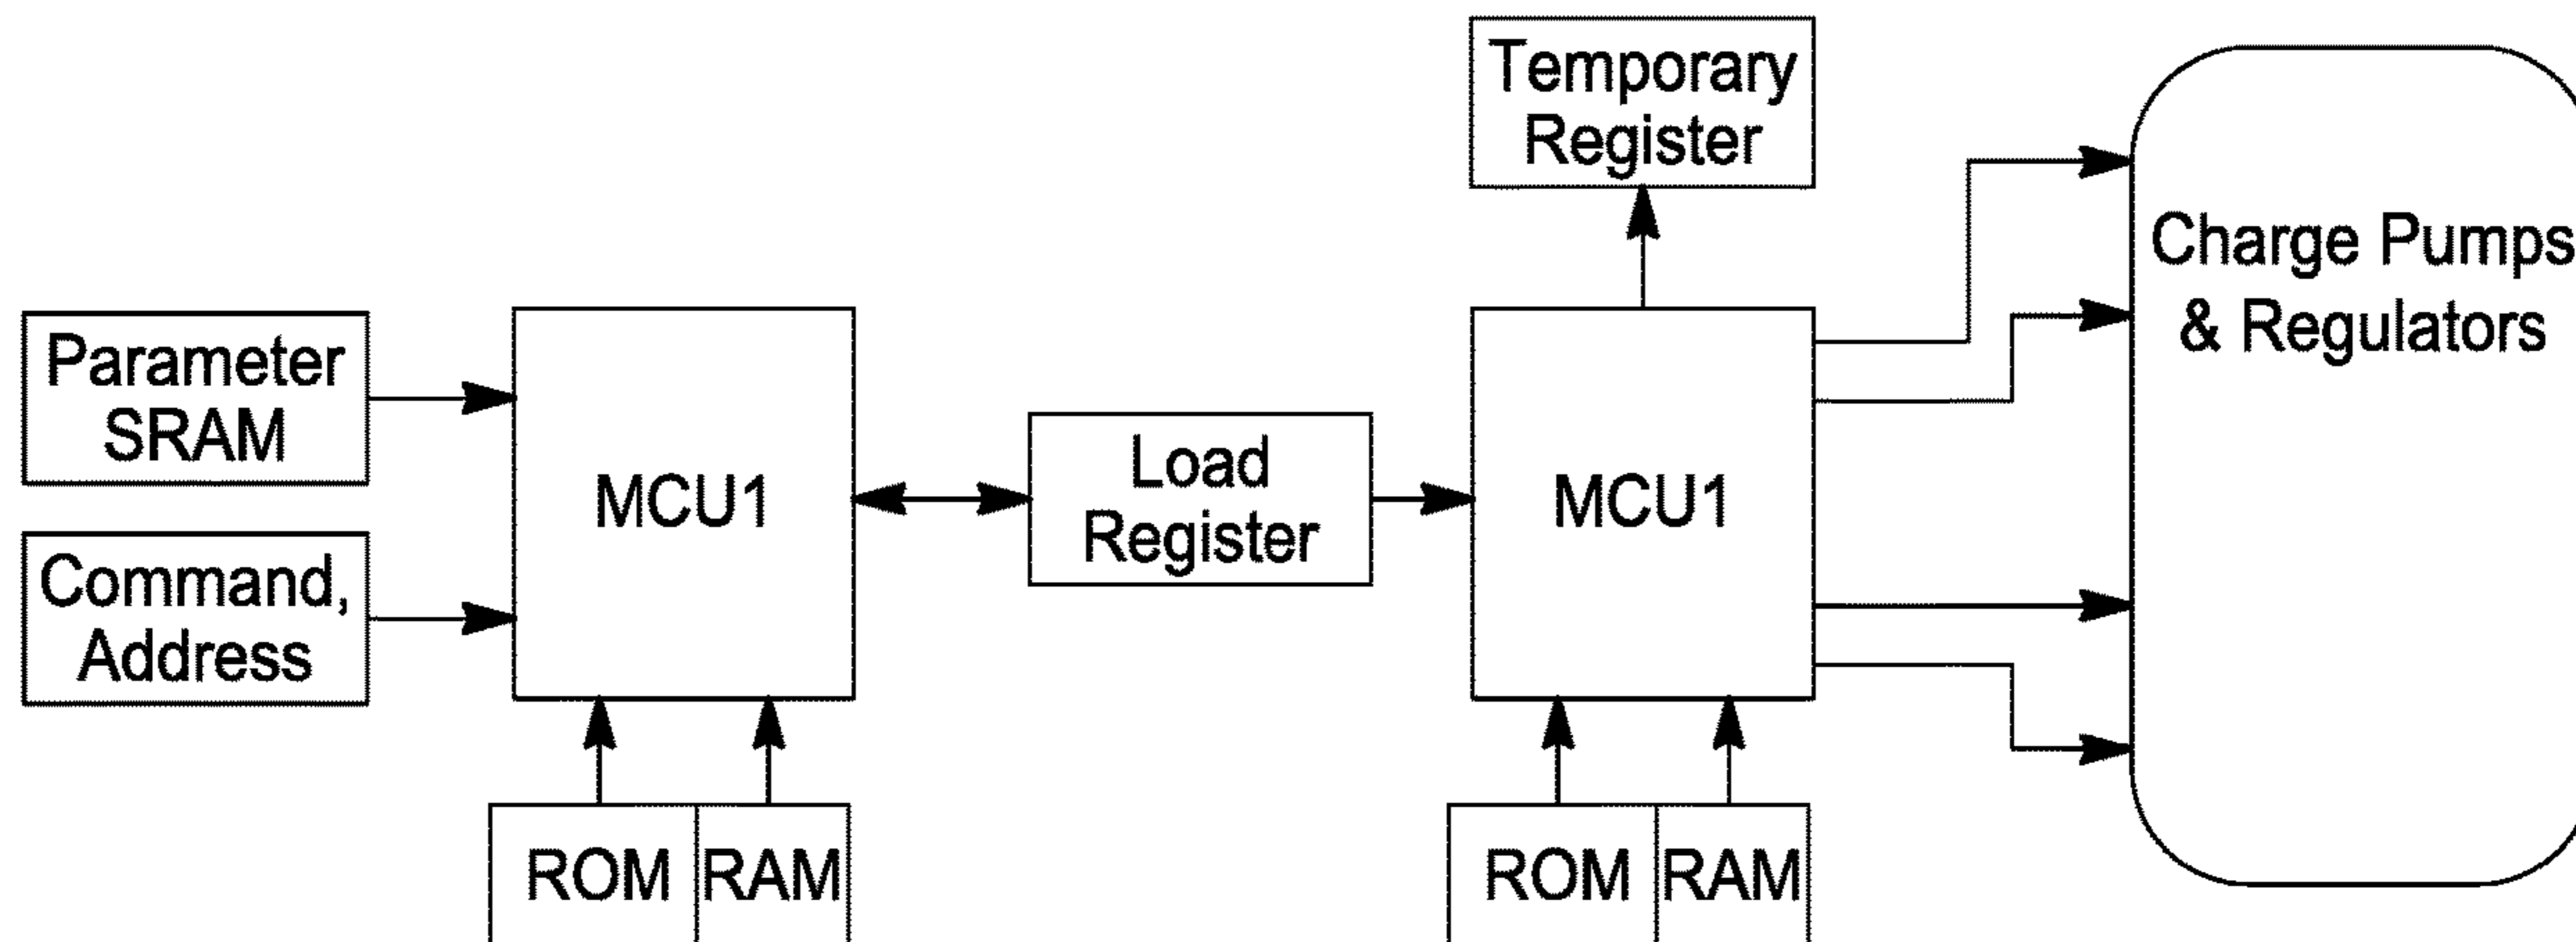 Temporary
Register
Charge Pumps
& Regulators
Parameter
SRAM
Command,
Address
MCU1
Load
Register
MCU1
ROM
RAM
ROM
RAM